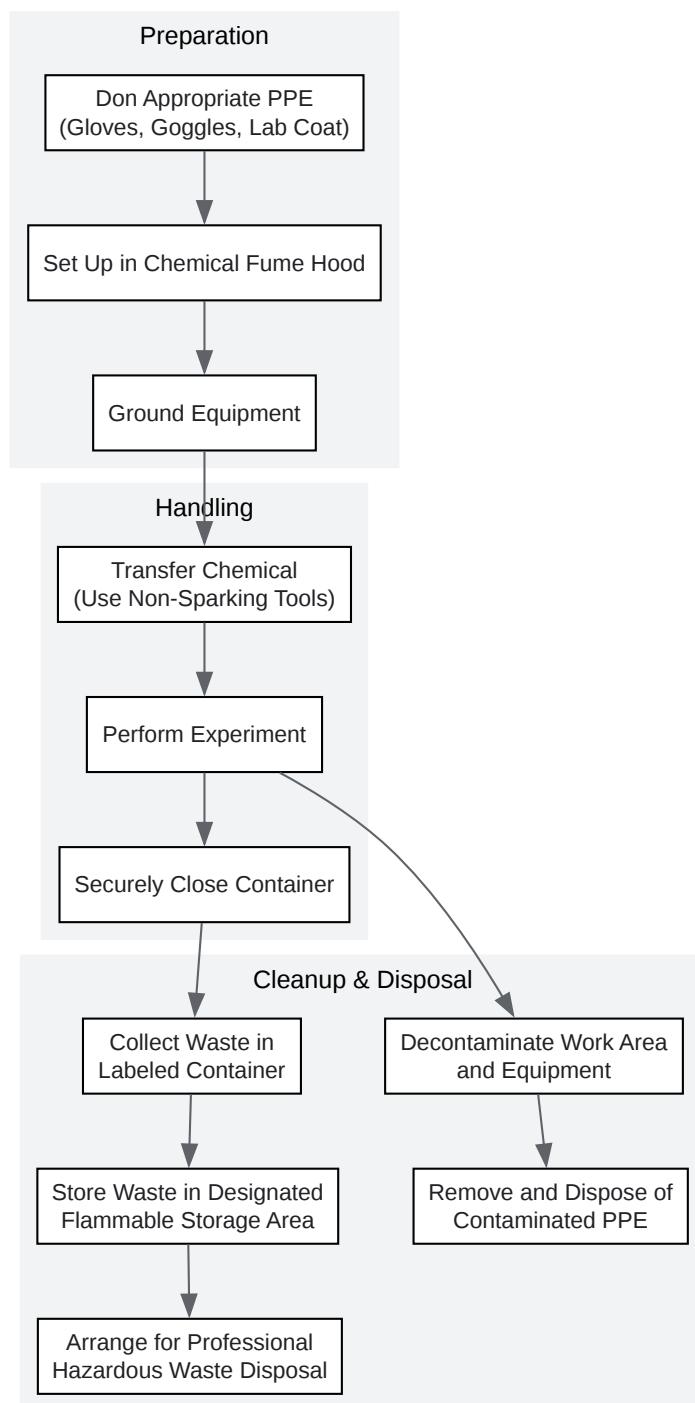 Preparation
Don Appropriate PPE
(Gloves, Goggles, Lab Coat)
Set Up in Chemical Fume Hood
Ground Equipment
Handling
Transfer Chemical
(Use Non-Sparking Tools)
Perform Experiment
Securely Close Container
Cleanup & Disposal
Collect Waste in
Labeled Container
Decontaminate Work Area
and Equipment
Store Waste in Designated
Flammable Storage Area
Remove and Dispose of
Contaminated PPE
Arrange for Professional
Hazardous Waste Disposal